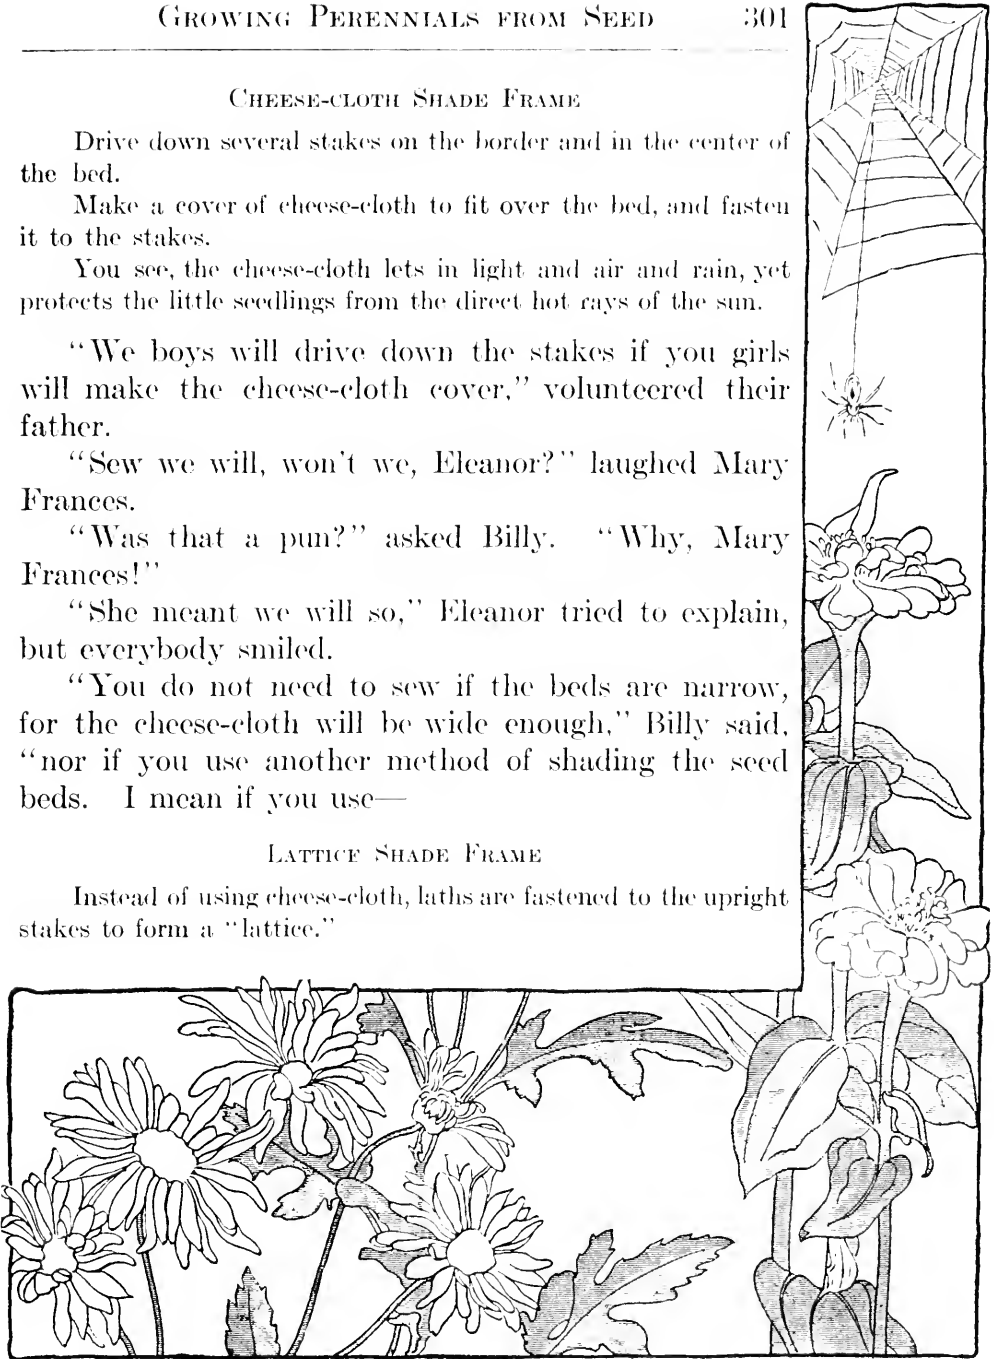 GROWING PERENNIALS FROM SEED 301
CHEESE-CLOTH SHADE FRAME
Drive down several stakes on the border and in the center of
the bed.
Make a cover of cheese-cloth to fit over the bed, and fasten
it to the stakes.
You see, the cheese-cloth lets in light and air and rain, yet
protects the little seedlings from the direct hot rays of the sun.
"We boys will drive down the stakes if you girls
will make the cheese-cloth cover," volunteered their
father.
"Sew we will, won't we, Eleanor?" laughed Mary
Frances.
"Was that a pun?" asked Billy. "Why, Mary
Frances!"
"She meant we will so," Eleanor tried to explain,
but everybody smiled.
"You do not need to sew if the beds are narrow,
for the cheese-cloth will be wide enough," Billy said,
"nor if you use another method of shading the seed
beds. I mean if you use—
LATTICE SHADE FRAME
Instead of using cheese-cloth, laths are fastened to the upright
stakes to form a "lattice."